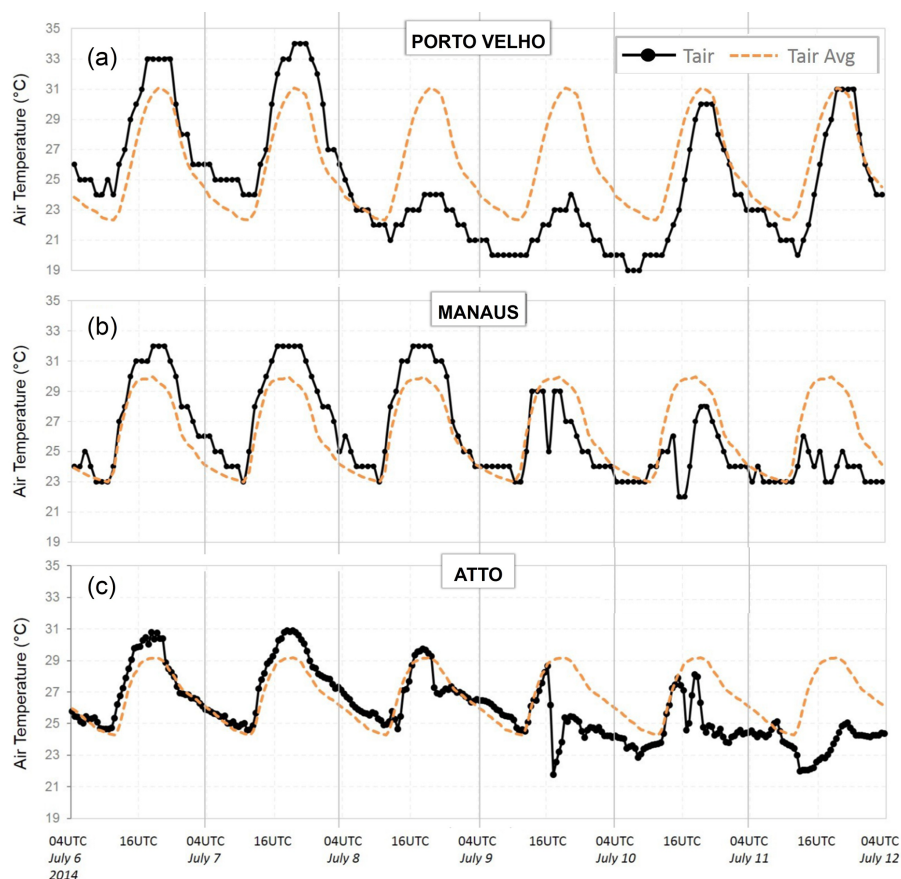 PORTO VELHO
(a)
Tair
Tair Avg
Air Temperature (°C)
35
33
31
29
27
25
23
21
19
MANAUS
(b)
Air Temperature (°C)
35
33
31
29
27
25
23
21
19
ATTO
(c)
Air Temperature (°C)
35
33
31
29
27
25
23
21
19
04UTC 16UTC 04UTC 16UTC 04UTC 16UTC 04UTC 16UTC 04UTC 16UTC 04UTC 16UTC 04UTC
July 6 July 7 July 8 July 9 July 10 July 11 July 12
2014